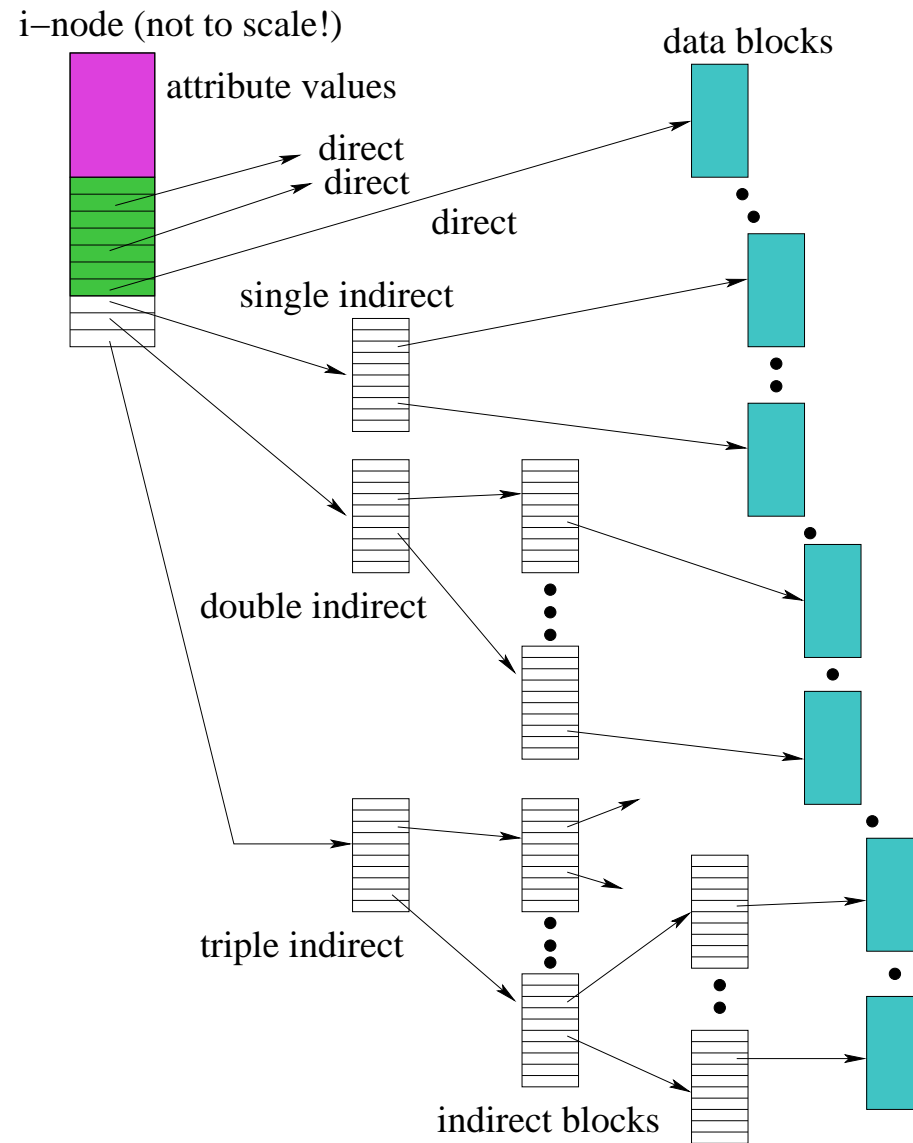 i−node (not to scale!)
data blocks
attribute values
direct
direct
direct
single indirect
double indirect
triple indirect
indirect blocks